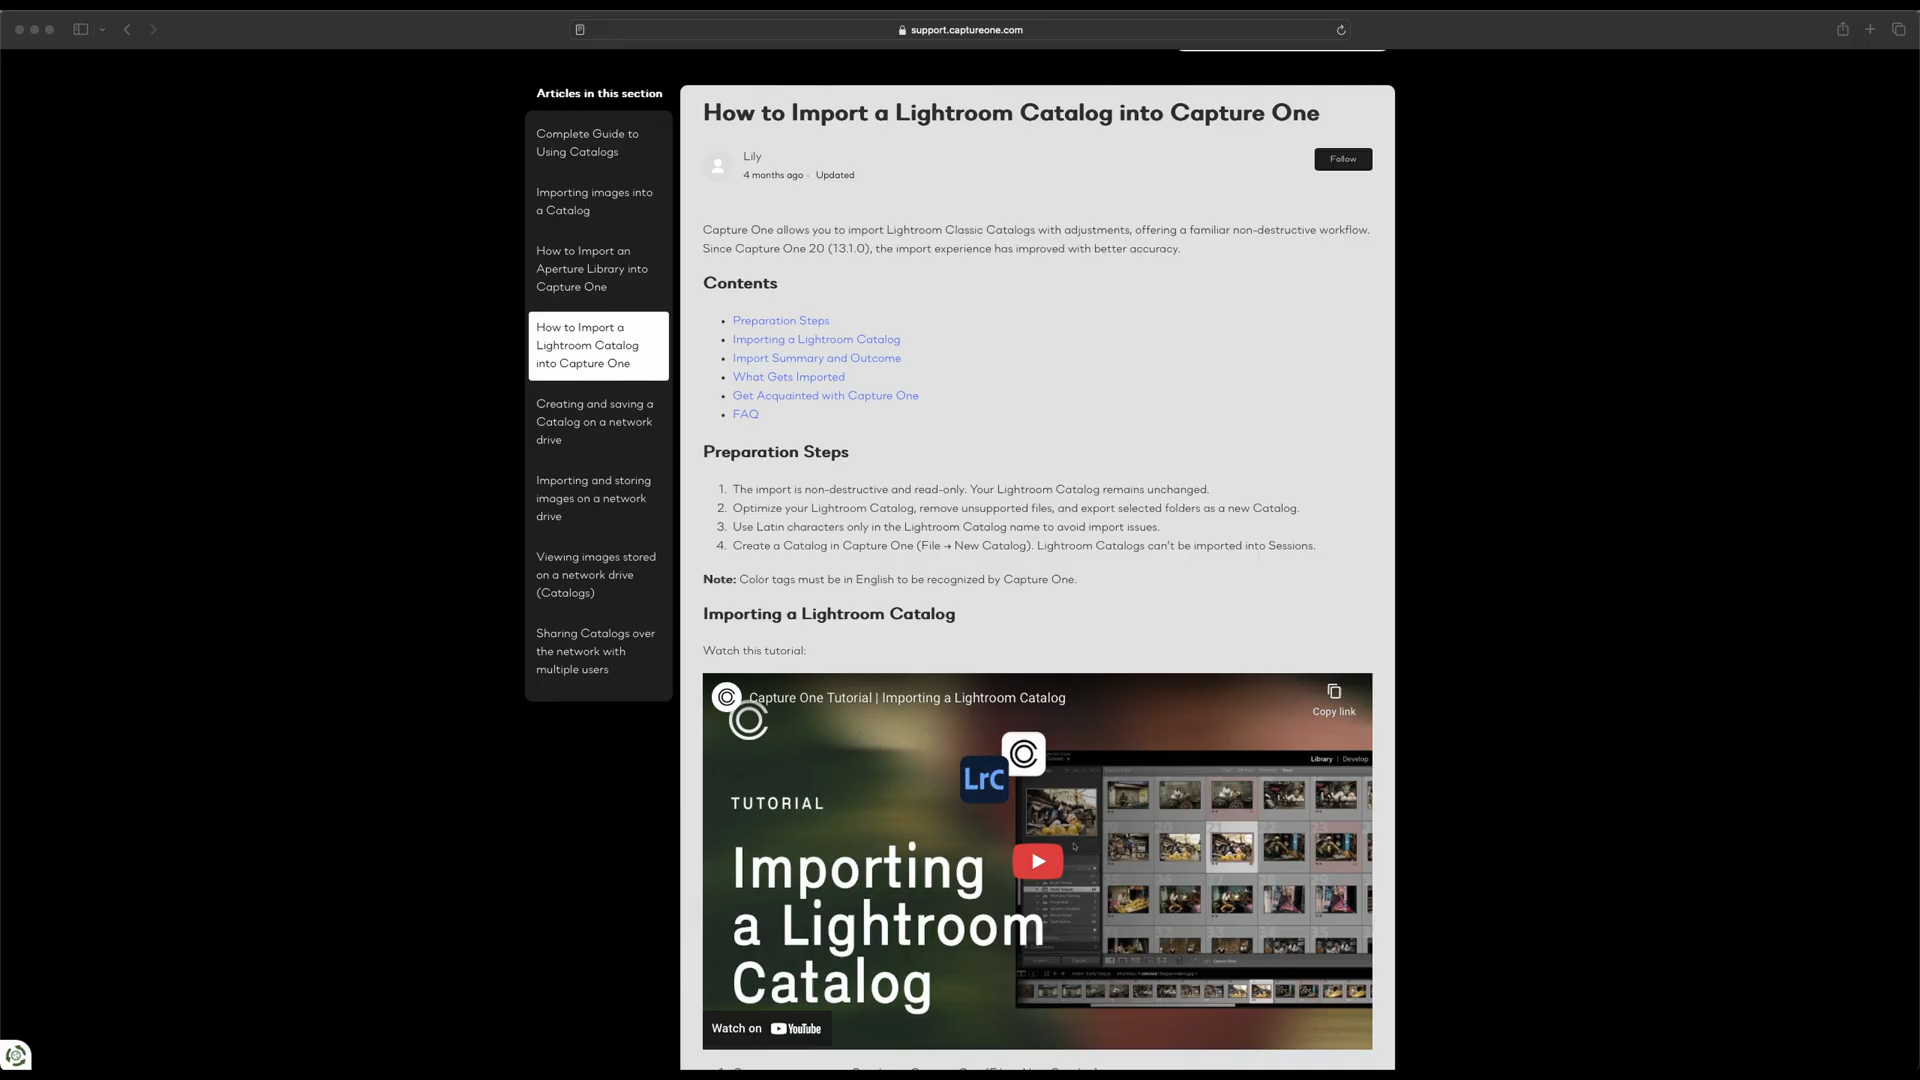 support.captureone.com
Articles in this section
Complete Guide to
Using Catalogs
Importing images into
a Catalog
How to Import an
Aperture Library into
Capture One
How to Import a
Lightroom Catalog
into Capture One
Creating and saving a
Catalog on a network
drive
Importing and storing
images on a network
drive
Viewing images stored
on a network drive
(Catalogs)
Sharing Catalogs over
the network with
multiple users
How to Import a Lightroom Catalog into Capture One
Lily
4 months ago · Updated
Follow
Capture One allows you to import Lightroom Classic Catalogs with adjustments, offering a familiar non-destructive workflow.
Since Capture One 20 (13.1.0), the import experience has improved with better accuracy.
Contents
• Preparation Steps
• Importing a Lightroom Catalog
• Import Summary and Outcome
• What Gets Imported
• Get Acquainted with Capture One
• FAQ
Preparation Steps
1. The import is non-destructive and read-only. Your Lightroom Catalog remains unchanged.
2. Optimize your Lightroom Catalog, remove unsupported files, and export selected folders as a new Catalog.
3. Use Latin characters only in the Lightroom Catalog name to avoid import issues.
4. Create a Catalog in Capture One (File → New Catalog). Lightroom Catalogs can't be imported into Sessions.
Note: Color tags must be in English to be recognized by Capture One.
Importing a Lightroom Catalog
Watch this tutorial:
Capture One Tutorial | Importing a Lightroom Catalog
Copy link
LrC
Library | Develop
TUTORIAL
Importing
a Lightroom
Catalog
Watch on YouTube